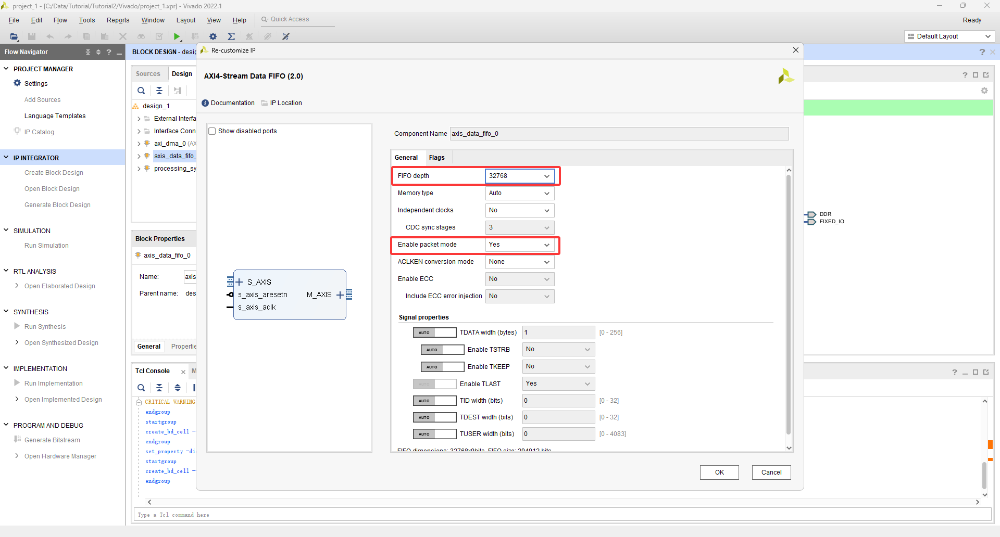 project_1 - [C:/Data/Tutorial/Tutorial2/Vivado/project_1.xpr] - Vivado 2022.1
File Edit Flow Tools Reports Window Layout View Help Quick Access Ready
Default Layout
Flow Navigator
PROJECT MANAGER
Settings
Add Sources
Language Templates
IP Catalog
IP INTEGRATOR
Create Block Design
Open Block Design
Generate Block Design
SIMULATION
Run Simulation
RTL ANALYSIS
Open Elaborated Design
SYNTHESIS
Run Synthesis
Open Synthesized Design
IMPLEMENTATION
Run Implementation
Open Implemented Design
PROGRAM AND DEBUG
Generate Bitstream
Open Hardware Manager
BLOCK DESIGN - desig
Sources Design
design_1
External Interfa
Interface Conn
axi_dma_0 (AX
axis_data_fifo_
processing_sy
Block Properties
axis_data_fifo_0
Name: axis
Parent name: des
General Propertie
Tcl Console M
CRITICAL WARNING
endgroup
startgroup
create_bd_cell -
endgroup
set_property -di
startgroup
create_bd_cell -
endgroup
Type a Tcl command here
Re-customize IP
AXI4-Stream Data FIFO (2.0)
Documentation IP Location
Show disabled ports
S_AXIS
s_axis_aresetn M_AXIS
s_axis_aclk
Component Name axis_data_fifo_0
General Flags
FIFO depth 32768
Memory type Auto
Independent clocks No
CDC sync stages 3
Enable packet mode Yes
ACLKEN conversion mode None
Enable ECC No
Include ECC error injection No
Signal properties
AUTO TDATA width (bytes) 1 [0 - 256]
AUTO Enable TSTRB No
AUTO Enable TKEEP No
AUTO Enable TLAST Yes
AUTO TID width (bits) 0 [0 - 32]
AUTO TDEST width (bits) 0 [0 - 32]
AUTO TUSER width (bits) 0 [0 - 4083]
FIFO dimensions: 32768x9bits, FIFO size: 294912 bits
OK Cancel
DDR
FIXED_IO